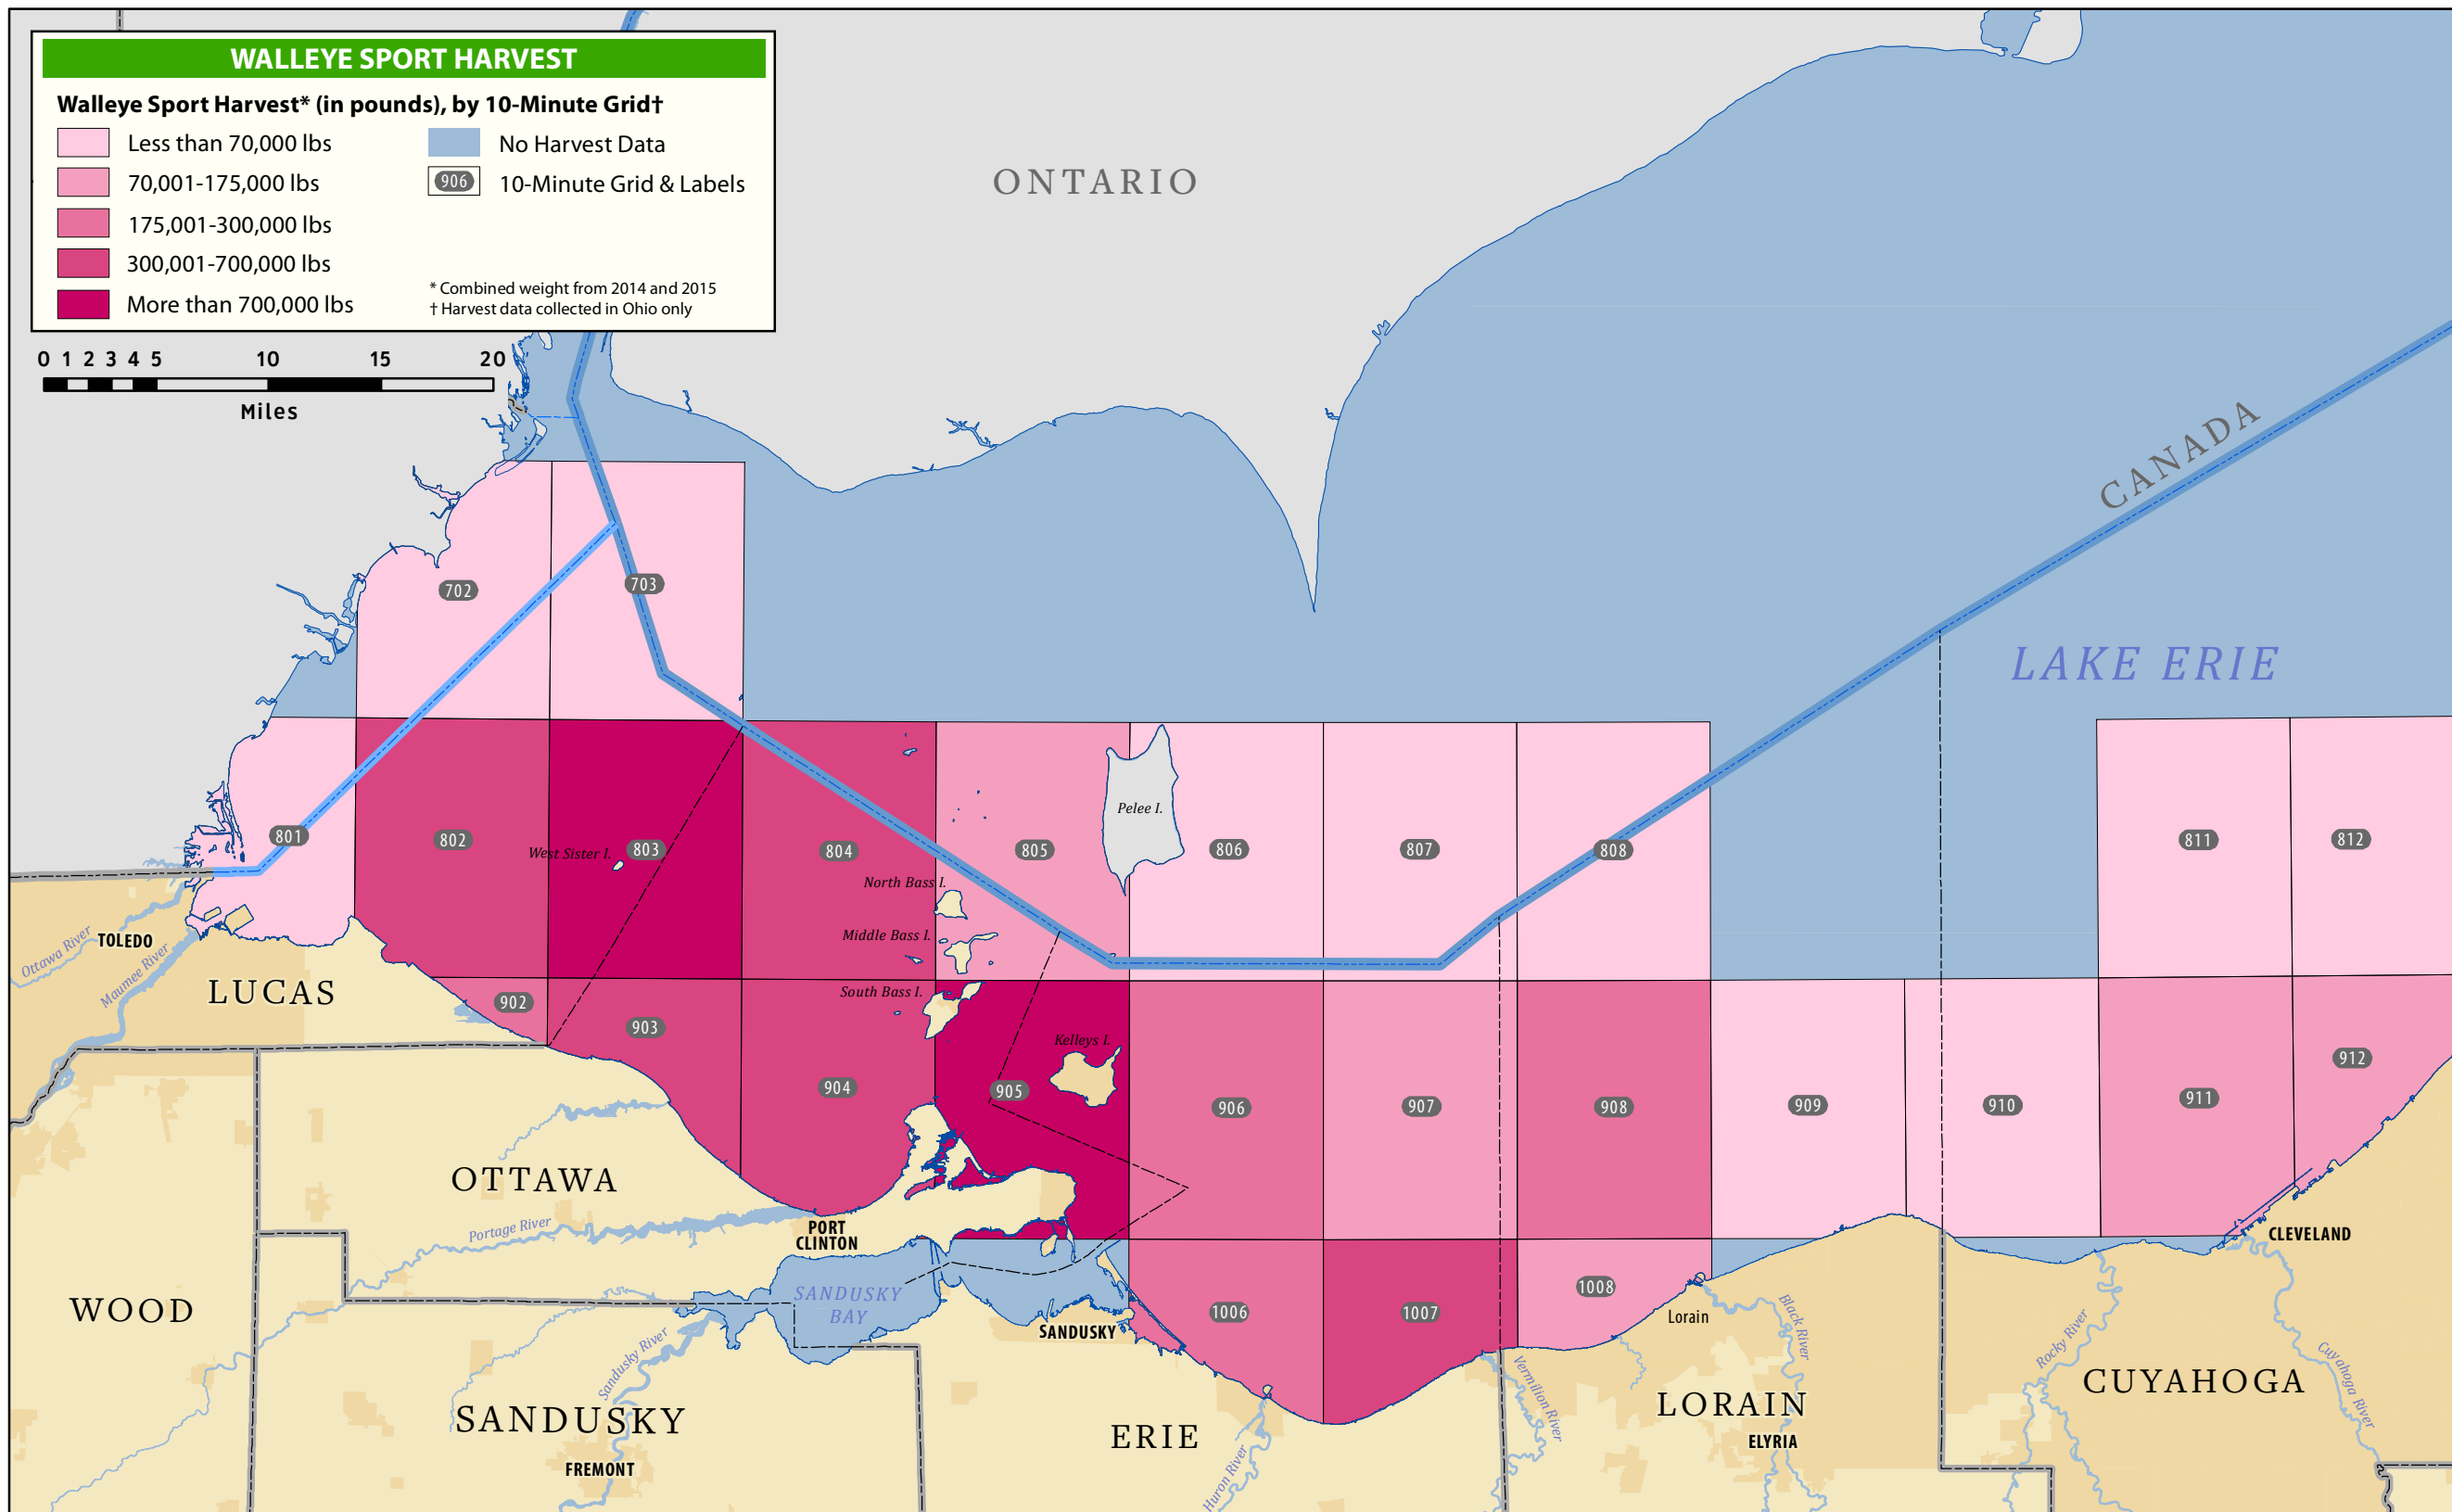 WALLEYE SPORT HARVEST
Walleye Sport Harvest* (in pounds), by 10-Minute Grid†
Less than 70,000 lbs
No Harvest Data
70,001-175,000 lbs
906
10-Minute Grid & Labels
175,001-300,000 lbs
300,001-700,000 lbs
More than 700,000 lbs
* Combined weight from 2014 and 2015
† Harvest data collected in Ohio only
0 1 2 3 4 5 10 15 20
Miles
ONTARIO
CANADA
LAKE ERIE
702
703
801
802
West Sister I.
803
804
805
Pelee I.
806
807
808
811
812
North Bass I.
Middle Bass I.
South Bass I.
Kelleys I.
TOLEDO
Ottawa River
Maumee River
LUCAS
902
903
904
905
906
907
908
909
910
911
912
OTTAWA
Portage River
PORT
CLINTON
CLEVELAND
WOOD
SANDUSKY
BAY
SANDUSKY
1006
1007
1008
Lorain
Black River
Rocky River
Cuyahoga River
Sandusky River
Vermilion River
CUYAHOGA
SANDUSKY
LORAIN
ERIE
ELYRIA
FREMONT
Huron River